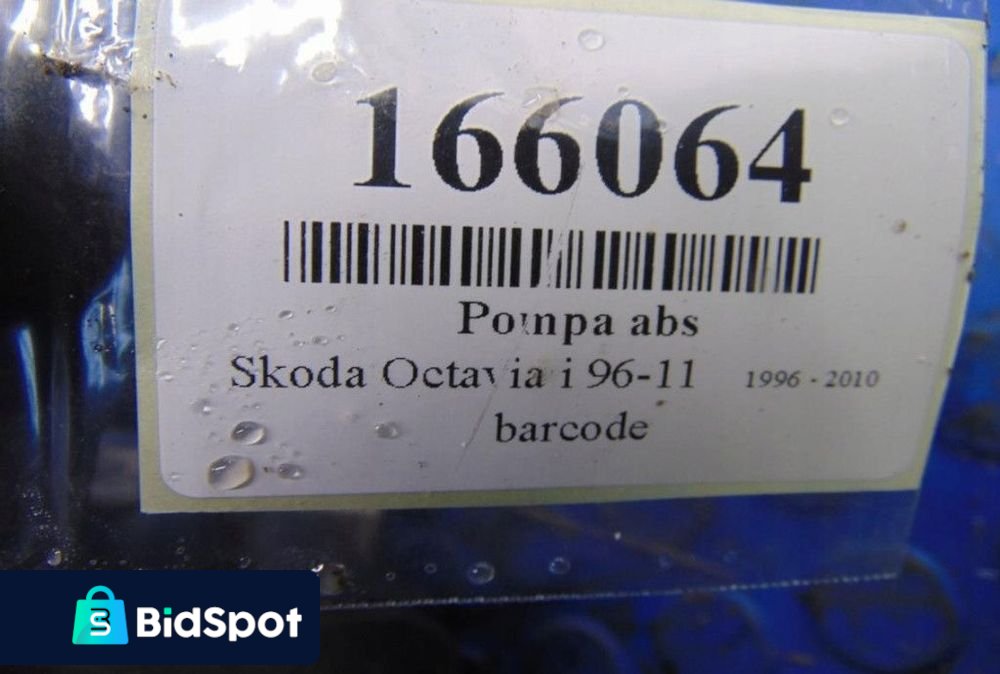 166064
Pompa abs
Skoda Octavia i 96-11 1996 - 2010
barcode
BidSpot